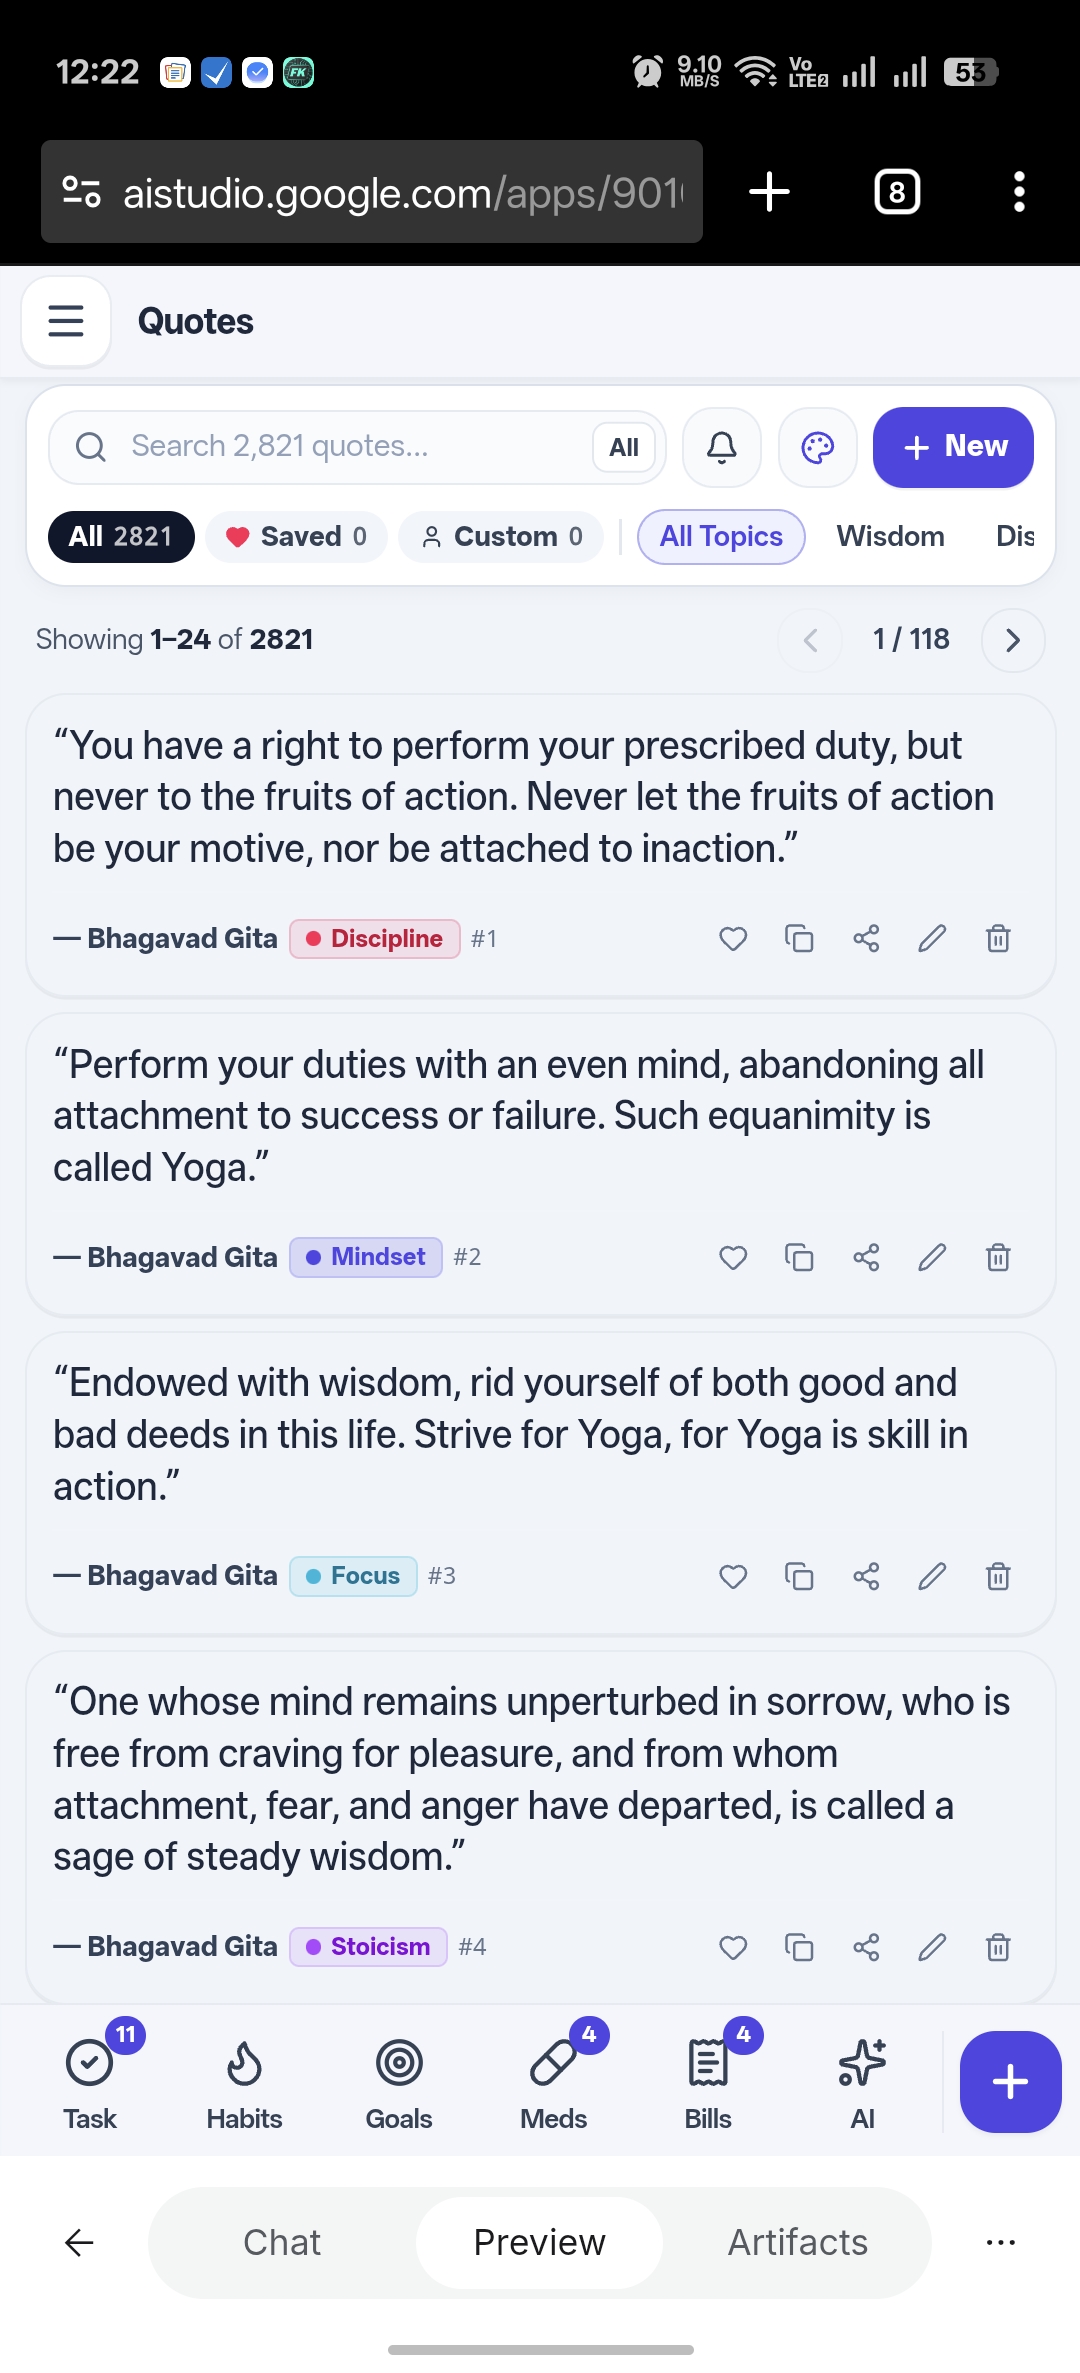 12:22
FK
9.10
MB/S
Vo
LTE2
53
aistudio.google.com/apps/901
8
Quotes
Search 2,821 quotes...
All
New
All 2821
Saved 0
Custom 0
All Topics
Wisdom
Dis
Showing 1–24 of 2821
1 / 118
“You have a right to perform your prescribed duty, but
never to the fruits of action. Never let the fruits of action
be your motive, nor be attached to inaction.”
— Bhagavad Gita
Discipline
#1
“Perform your duties with an even mind, abandoning all
attachment to success or failure. Such equanimity is
called Yoga.”
— Bhagavad Gita
Mindset
#2
“Endowed with wisdom, rid yourself of both good and
bad deeds in this life. Strive for Yoga, for Yoga is skill in
action.”
— Bhagavad Gita
Focus
#3
“One whose mind remains unperturbed in sorrow, who is
free from craving for pleasure, and from whom
attachment, fear, and anger have departed, is called a
sage of steady wisdom.”
— Bhagavad Gita
Stoicism
#4
11
4
4
Task
Habits
Goals
Meds
Bills
AI
Chat
Preview
Artifacts